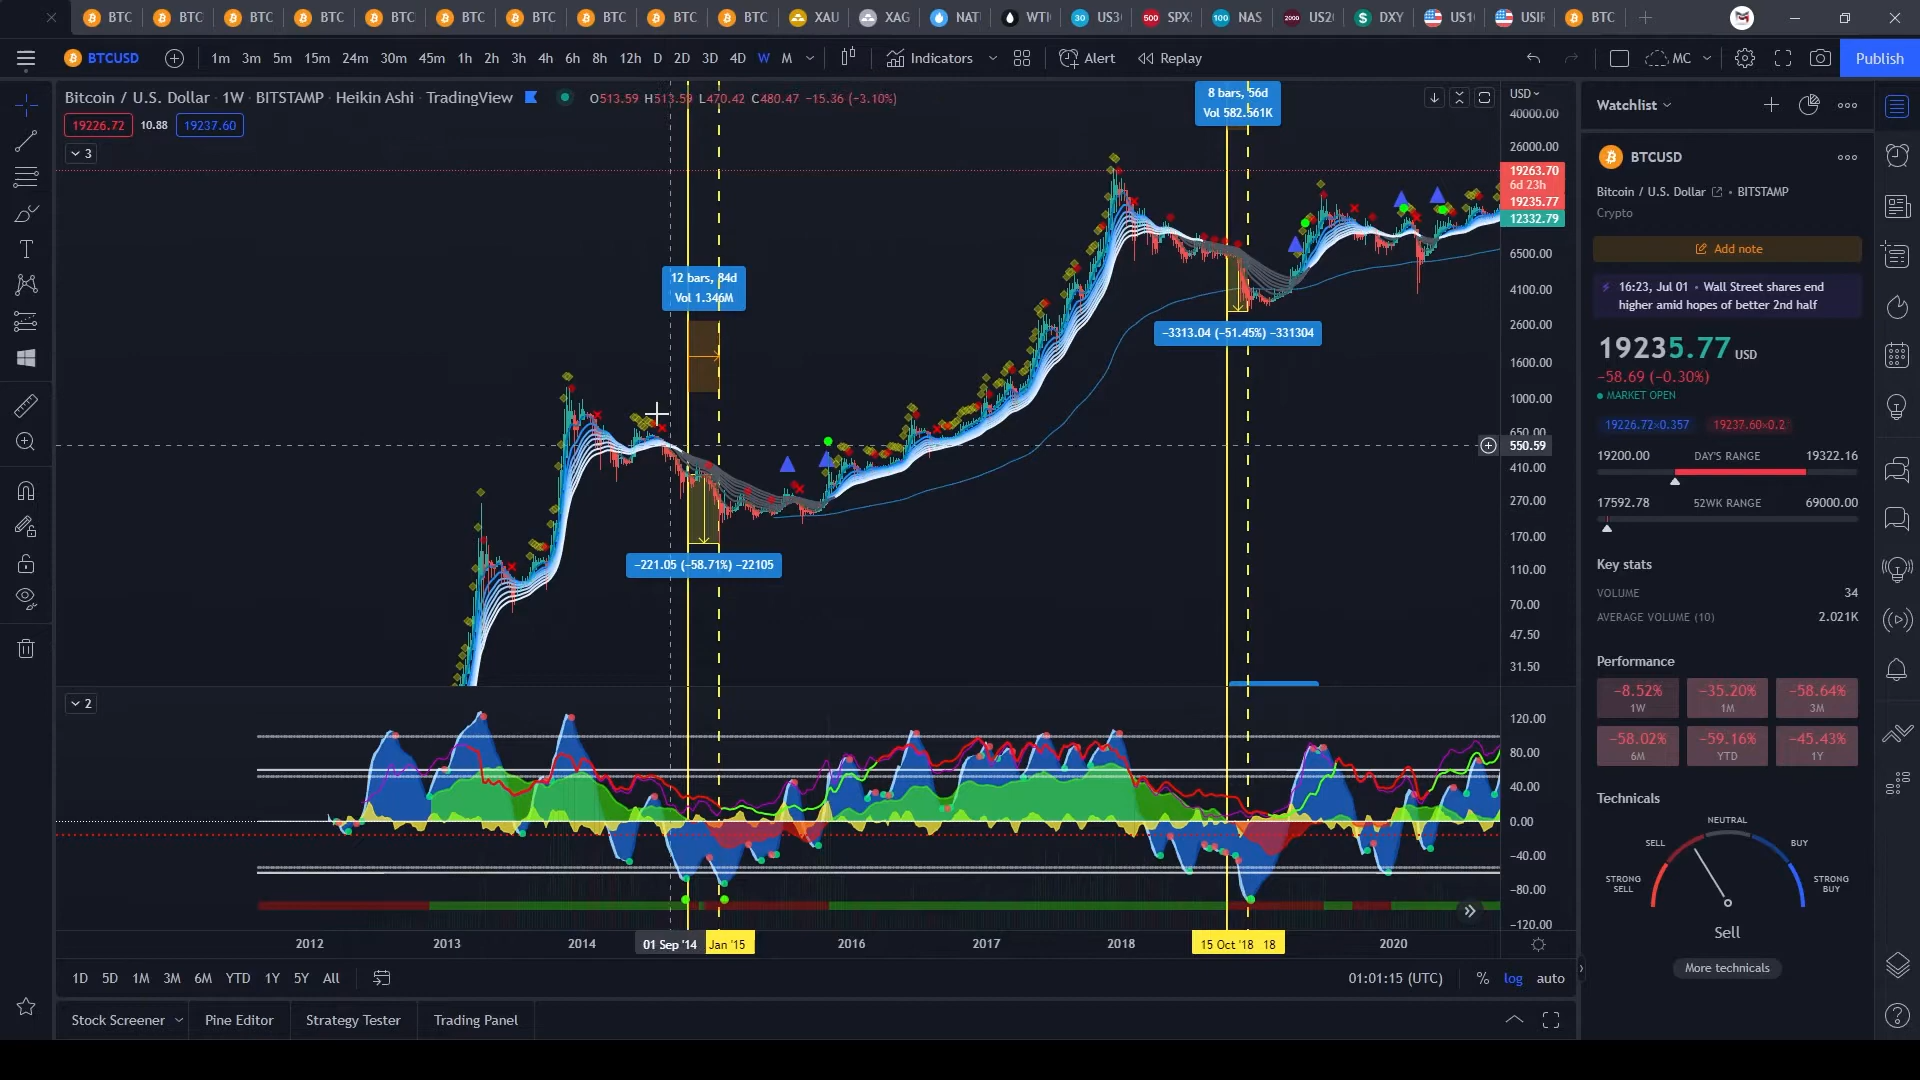 BTC BTC BTC BTC BTC BTC BTC BTC BTC BTC XAU XAG NAT WTI 30 US3 500 SPX 100 NAS 2000 US20 DXY US1 USI BTC
BTCUSD 1m 3m 5m 15m 24m 30m 45m 1h 2h 3h 4h 6h 8h 12h D 2D 3D 4D W M Indicators Alert Replay MC Publish
Bitcoin / U.S. Dollar · 1W · BITSTAMP · Heikin Ashi · TradingView O513.59 H513.59 L470.42 C480.47 −15.36 (−3.10%)
19226.72 10.88 19237.60
3
8 bars, 56d
Vol 582.561K
12 bars, 84d
Vol 1.346M
−3313.04 (−51.45%) −331304
−221.05 (−58.71%) −22105
USD
40000.00
26000.00
19263.70
6d 23h
19235.77
12332.79
6500.00
4100.00
2600.00
1600.00
1000.00
650.00
550.59
410.00
270.00
170.00
110.00
70.00
47.50
31.50
2
120.00
80.00
40.00
0.00
−40.00
−80.00
−120.00
2012 2013 2014 01 Sep '14 Jan '15 2016 2017 2018 15 Oct '18 18 2020
1D 5D 1M 3M 6M YTD 1Y 5Y All 01:01:15 (UTC) % log auto
Stock Screener Pine Editor Strategy Tester Trading Panel
Watchlist
BTCUSD
Bitcoin / U.S. Dollar • BITSTAMP
Crypto
Add note
16:23, Jul 01 • Wall Street shares end
higher amid hopes of better 2nd half
19235.77 USD
−58.69 (−0.30%)
MARKET OPEN
19226.72×0.357 19237.60×0.2
19200.00 DAY'S RANGE 19322.16
17592.78 52WK RANGE 69000.00
Key stats
VOLUME 34
AVERAGE VOLUME (10) 2.021K
Performance
−8.52% −35.20% −58.64%
1W 1M 3M
−58.02% −59.16% −45.43%
6M YTD 1Y
Technicals
NEUTRAL
SELL BUY
STRONG SELL STRONG BUY
Sell
More technicals